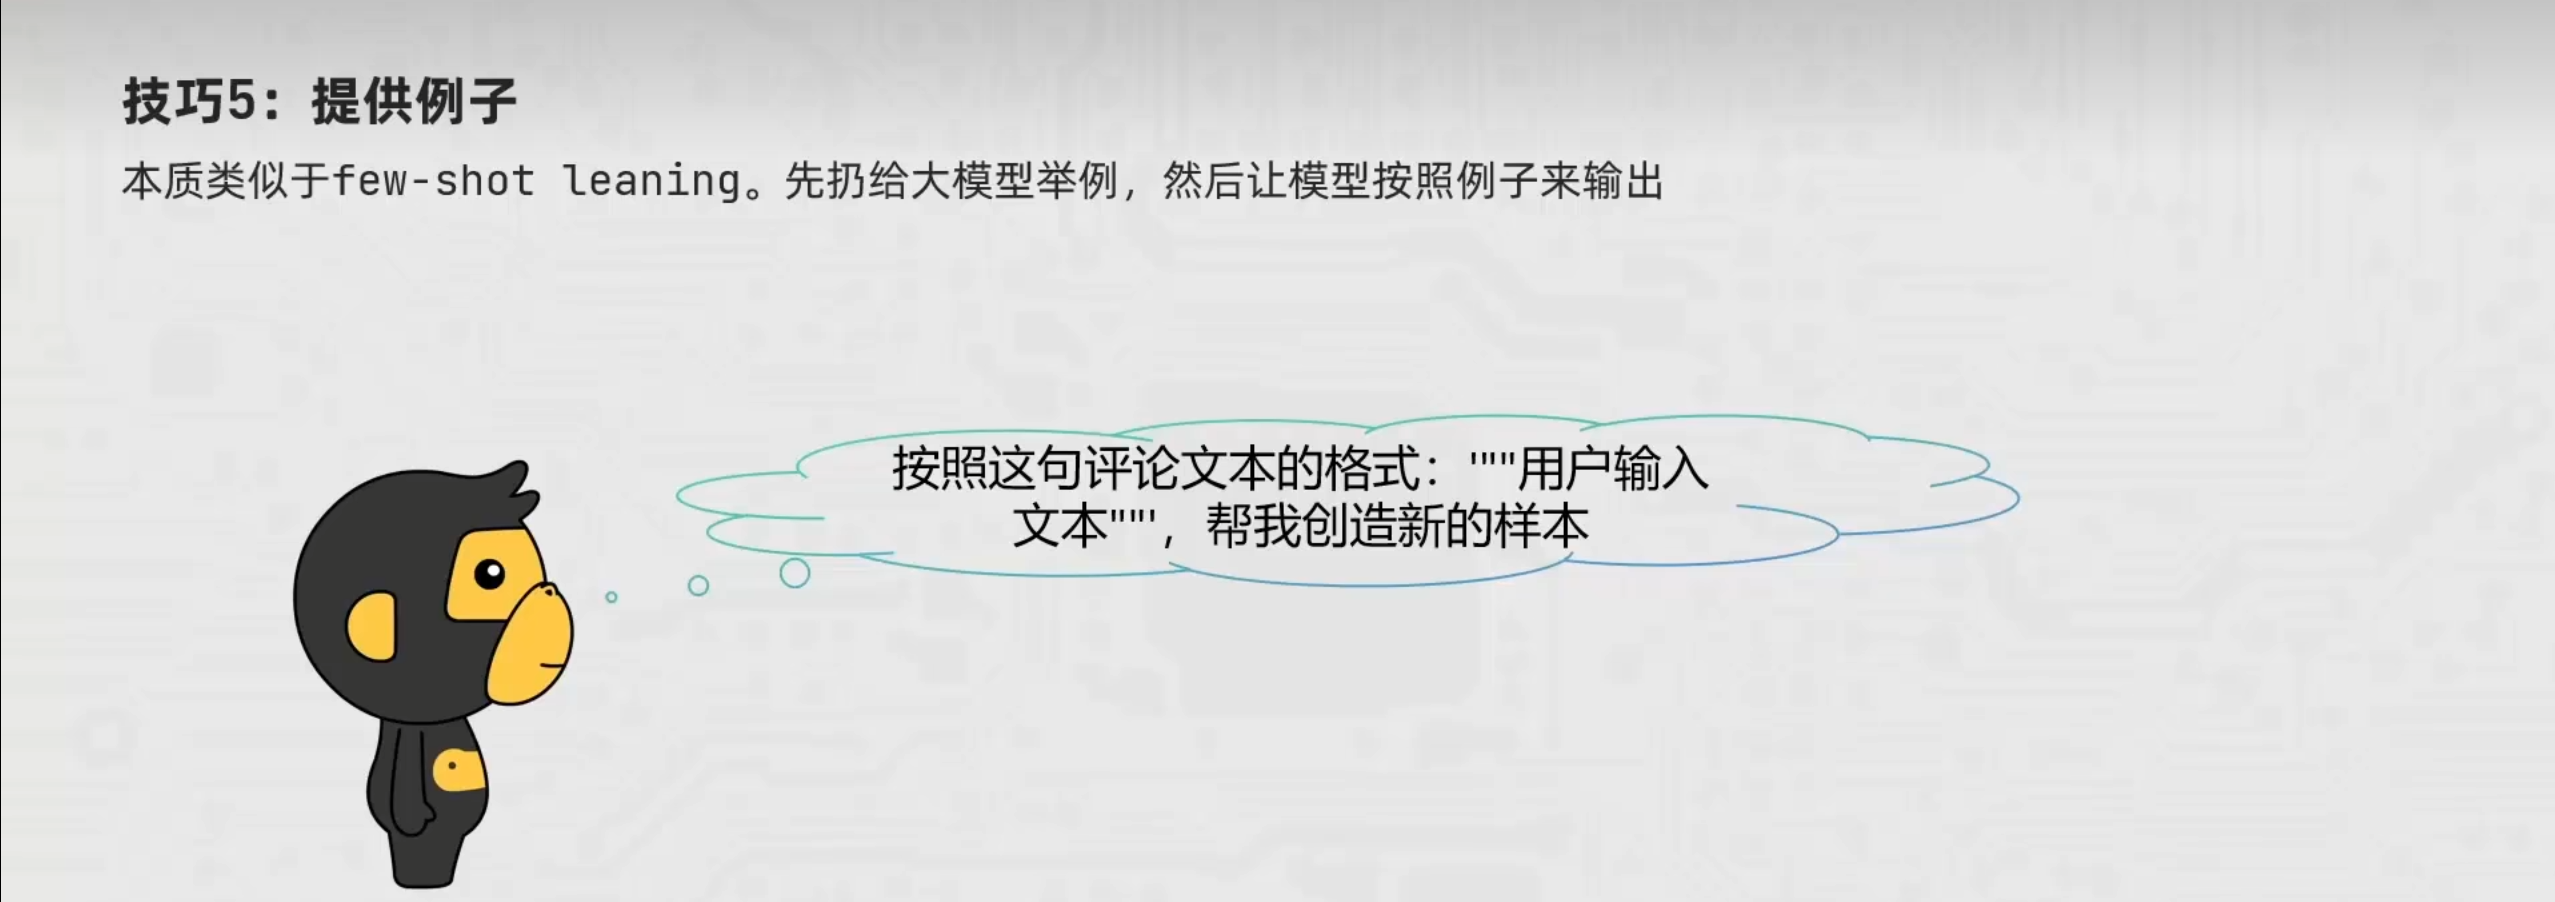 技巧5：提供例子
本质类似于few-shot leaning。先扔给大模型举例，然后让模型按照例子来输出
按照这句评论文本的格式：'""用户输入
文本""'，帮我创造新的样本